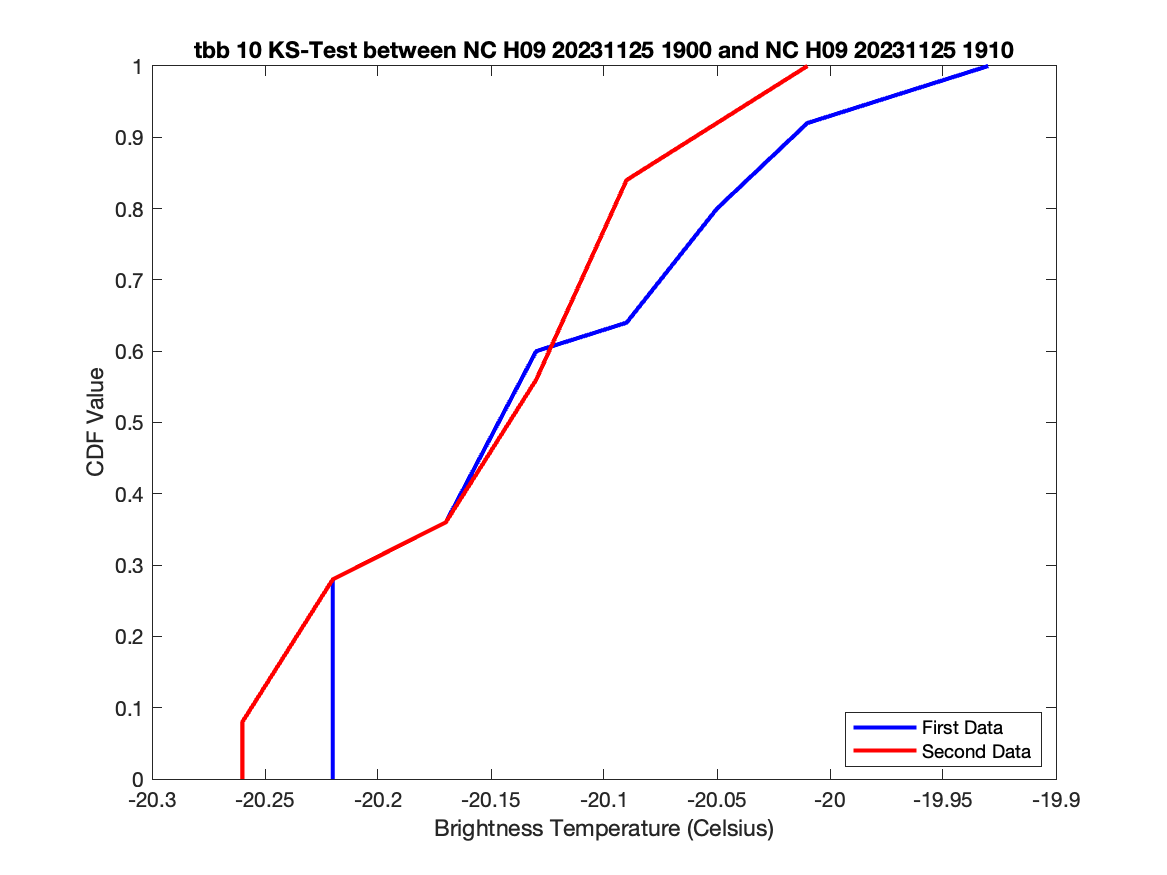 tbb 10 KS-Test between NC H09 20231125 1900 and NC H09 20231125 1910
1
0.9
0.8
0.7
0.6
0.5
0.4
0.3
0.2
0.1
0
CDF Value
First Data
Second Data
-20.3 -20.25 -20.2 -20.15 -20.1 -20.05 -20 -19.95 -19.9
Brightness Temperature (Celsius)